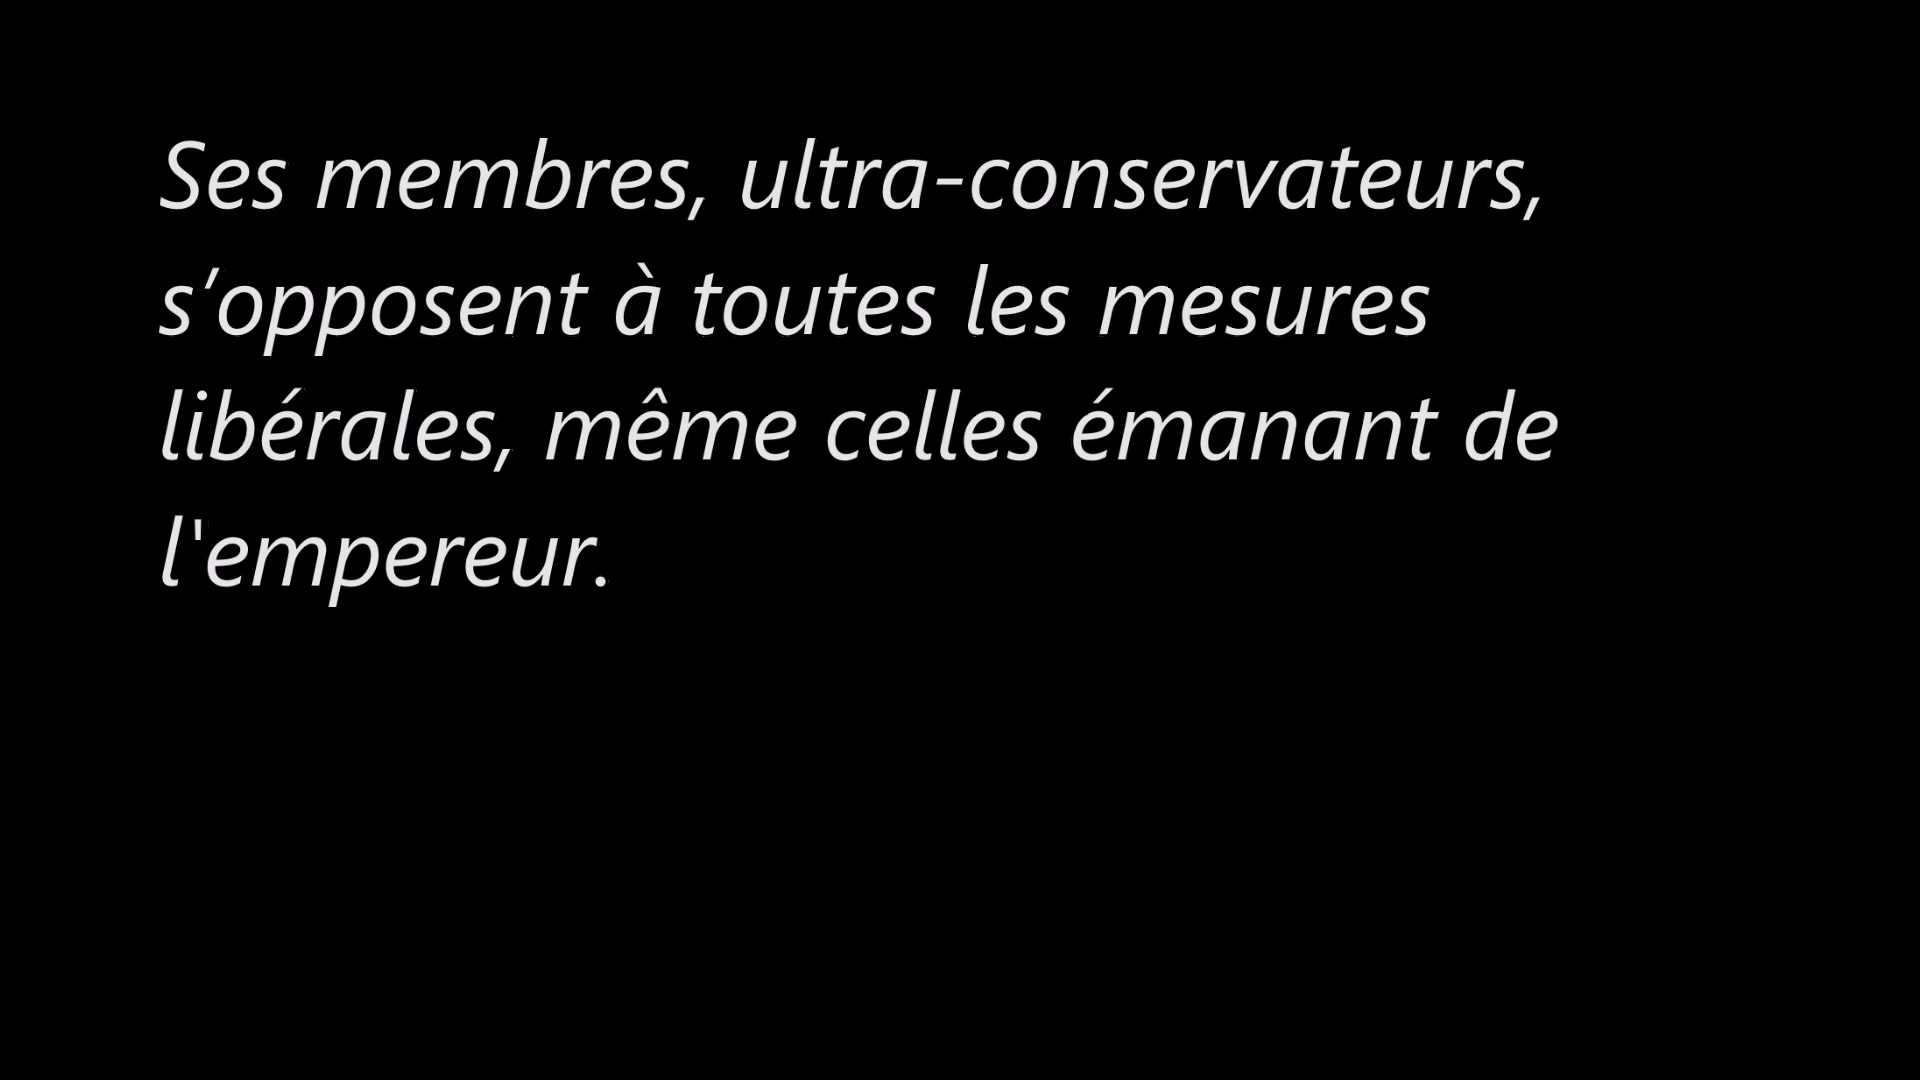 Ses membres, ultra-conservateurs,
s’opposent à toutes les mesures
libérales, même celles émanant de
l'empereur.